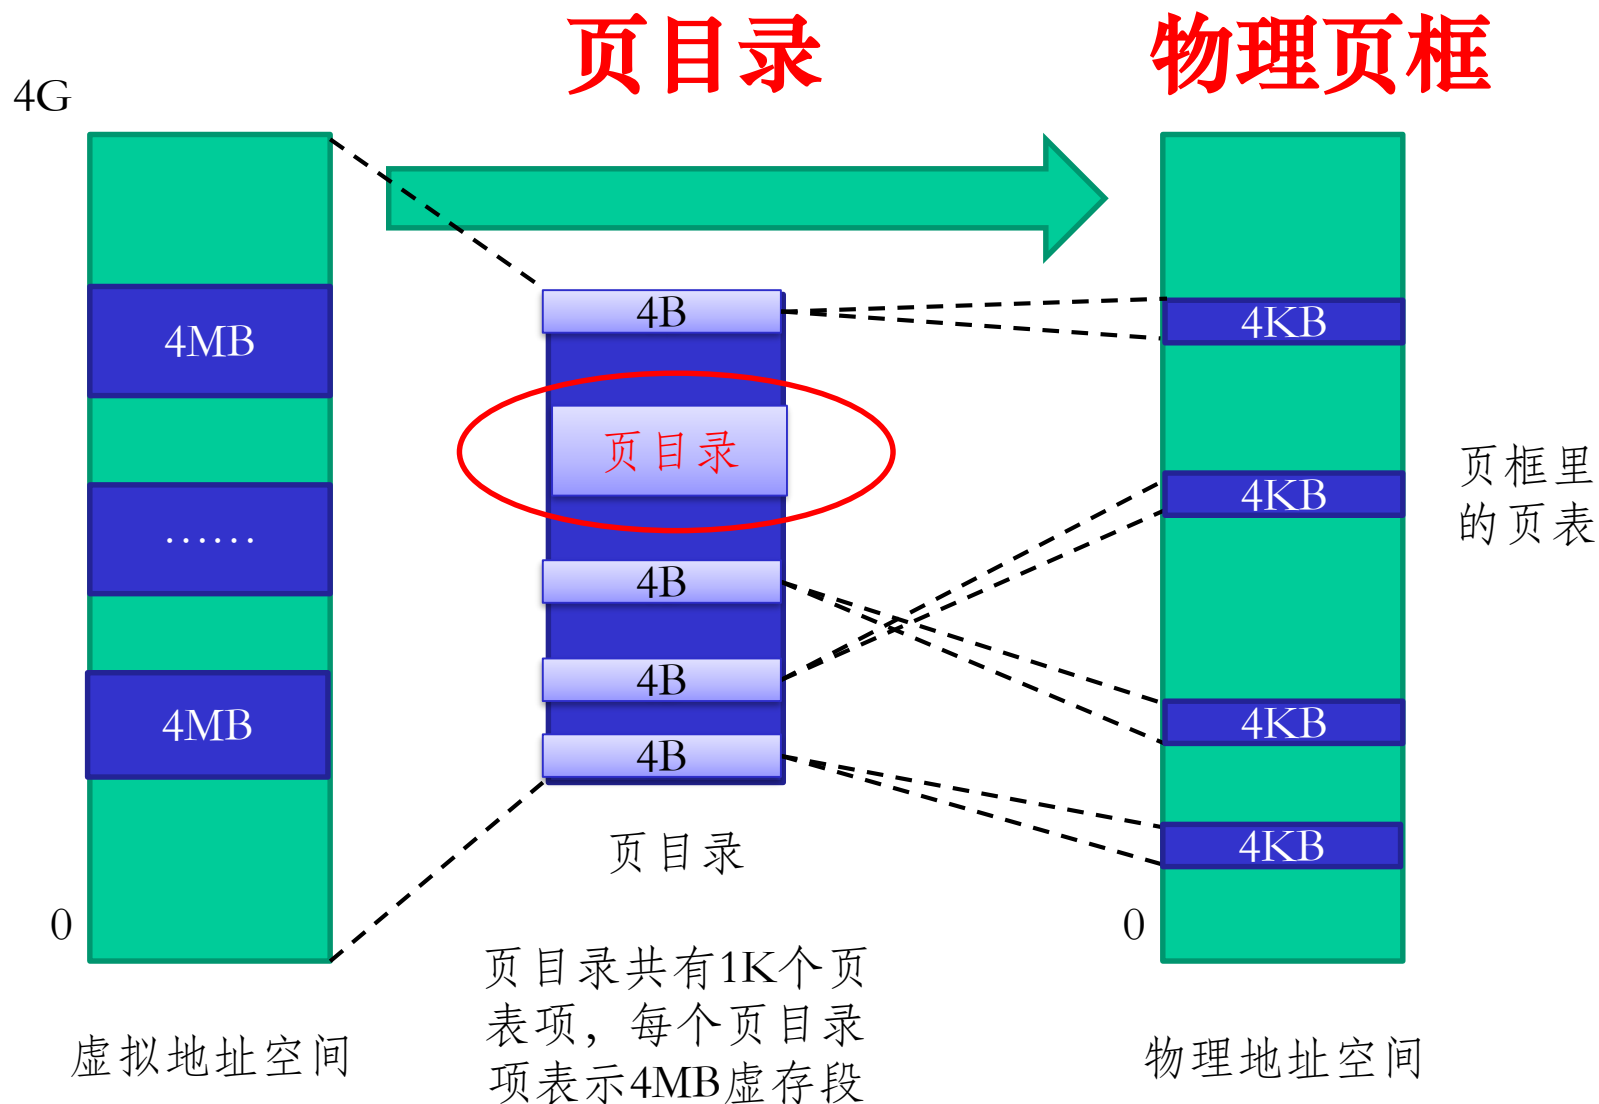 页目录
物理页框
4G
4MB
……
4MB
0
虚拟地址空间
4B
页目录
4B
4B
4B
页目录
页目录共有1K个页
表项，每个页目录
项表示4MB虚存段
4KB
4KB
4KB
4KB
0
物理地址空间
页框里
的页表